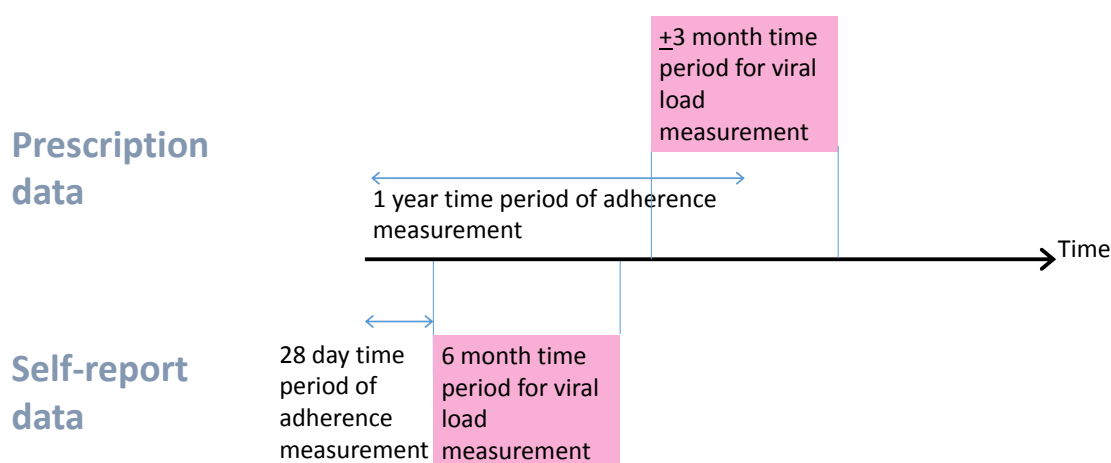 ±3 month time
period for viral
load
measurement
Prescription
data
1 year time period of adherence
measurement
Time
Self-report
data
28 day time
period of
adherence
measurement
6 month time
period for viral
load
measurement